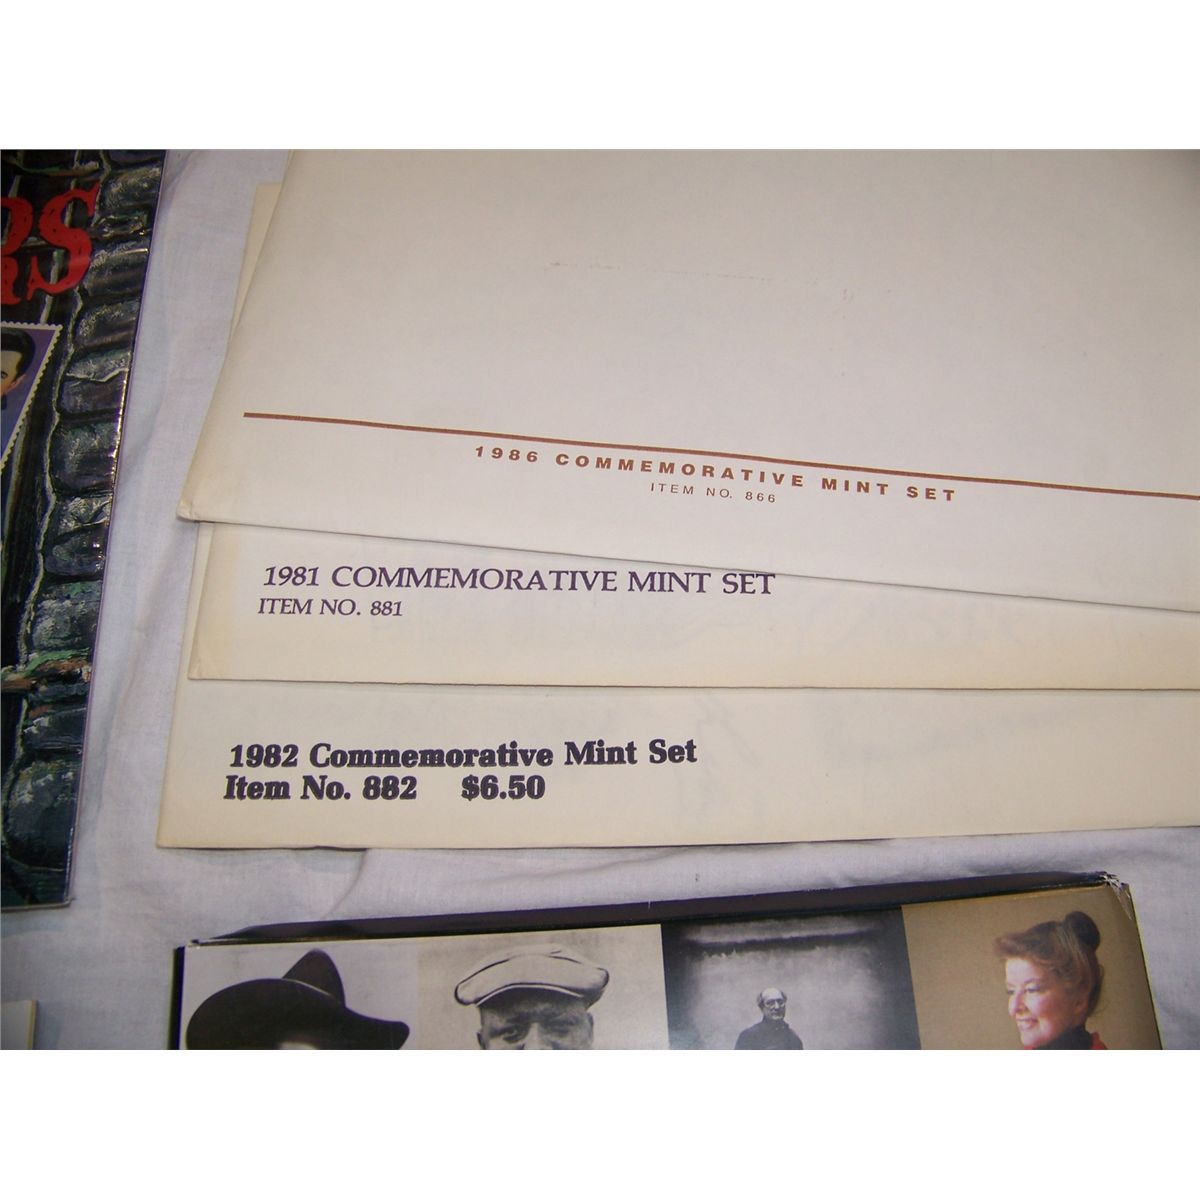 1986 COMMEMORATIVE MINT SET
ITEM NO. 866
1981 COMMEMORATIVE MINT SET
ITEM NO. 881
1982 Commemorative Mint Set
Item No. 882 $6.50